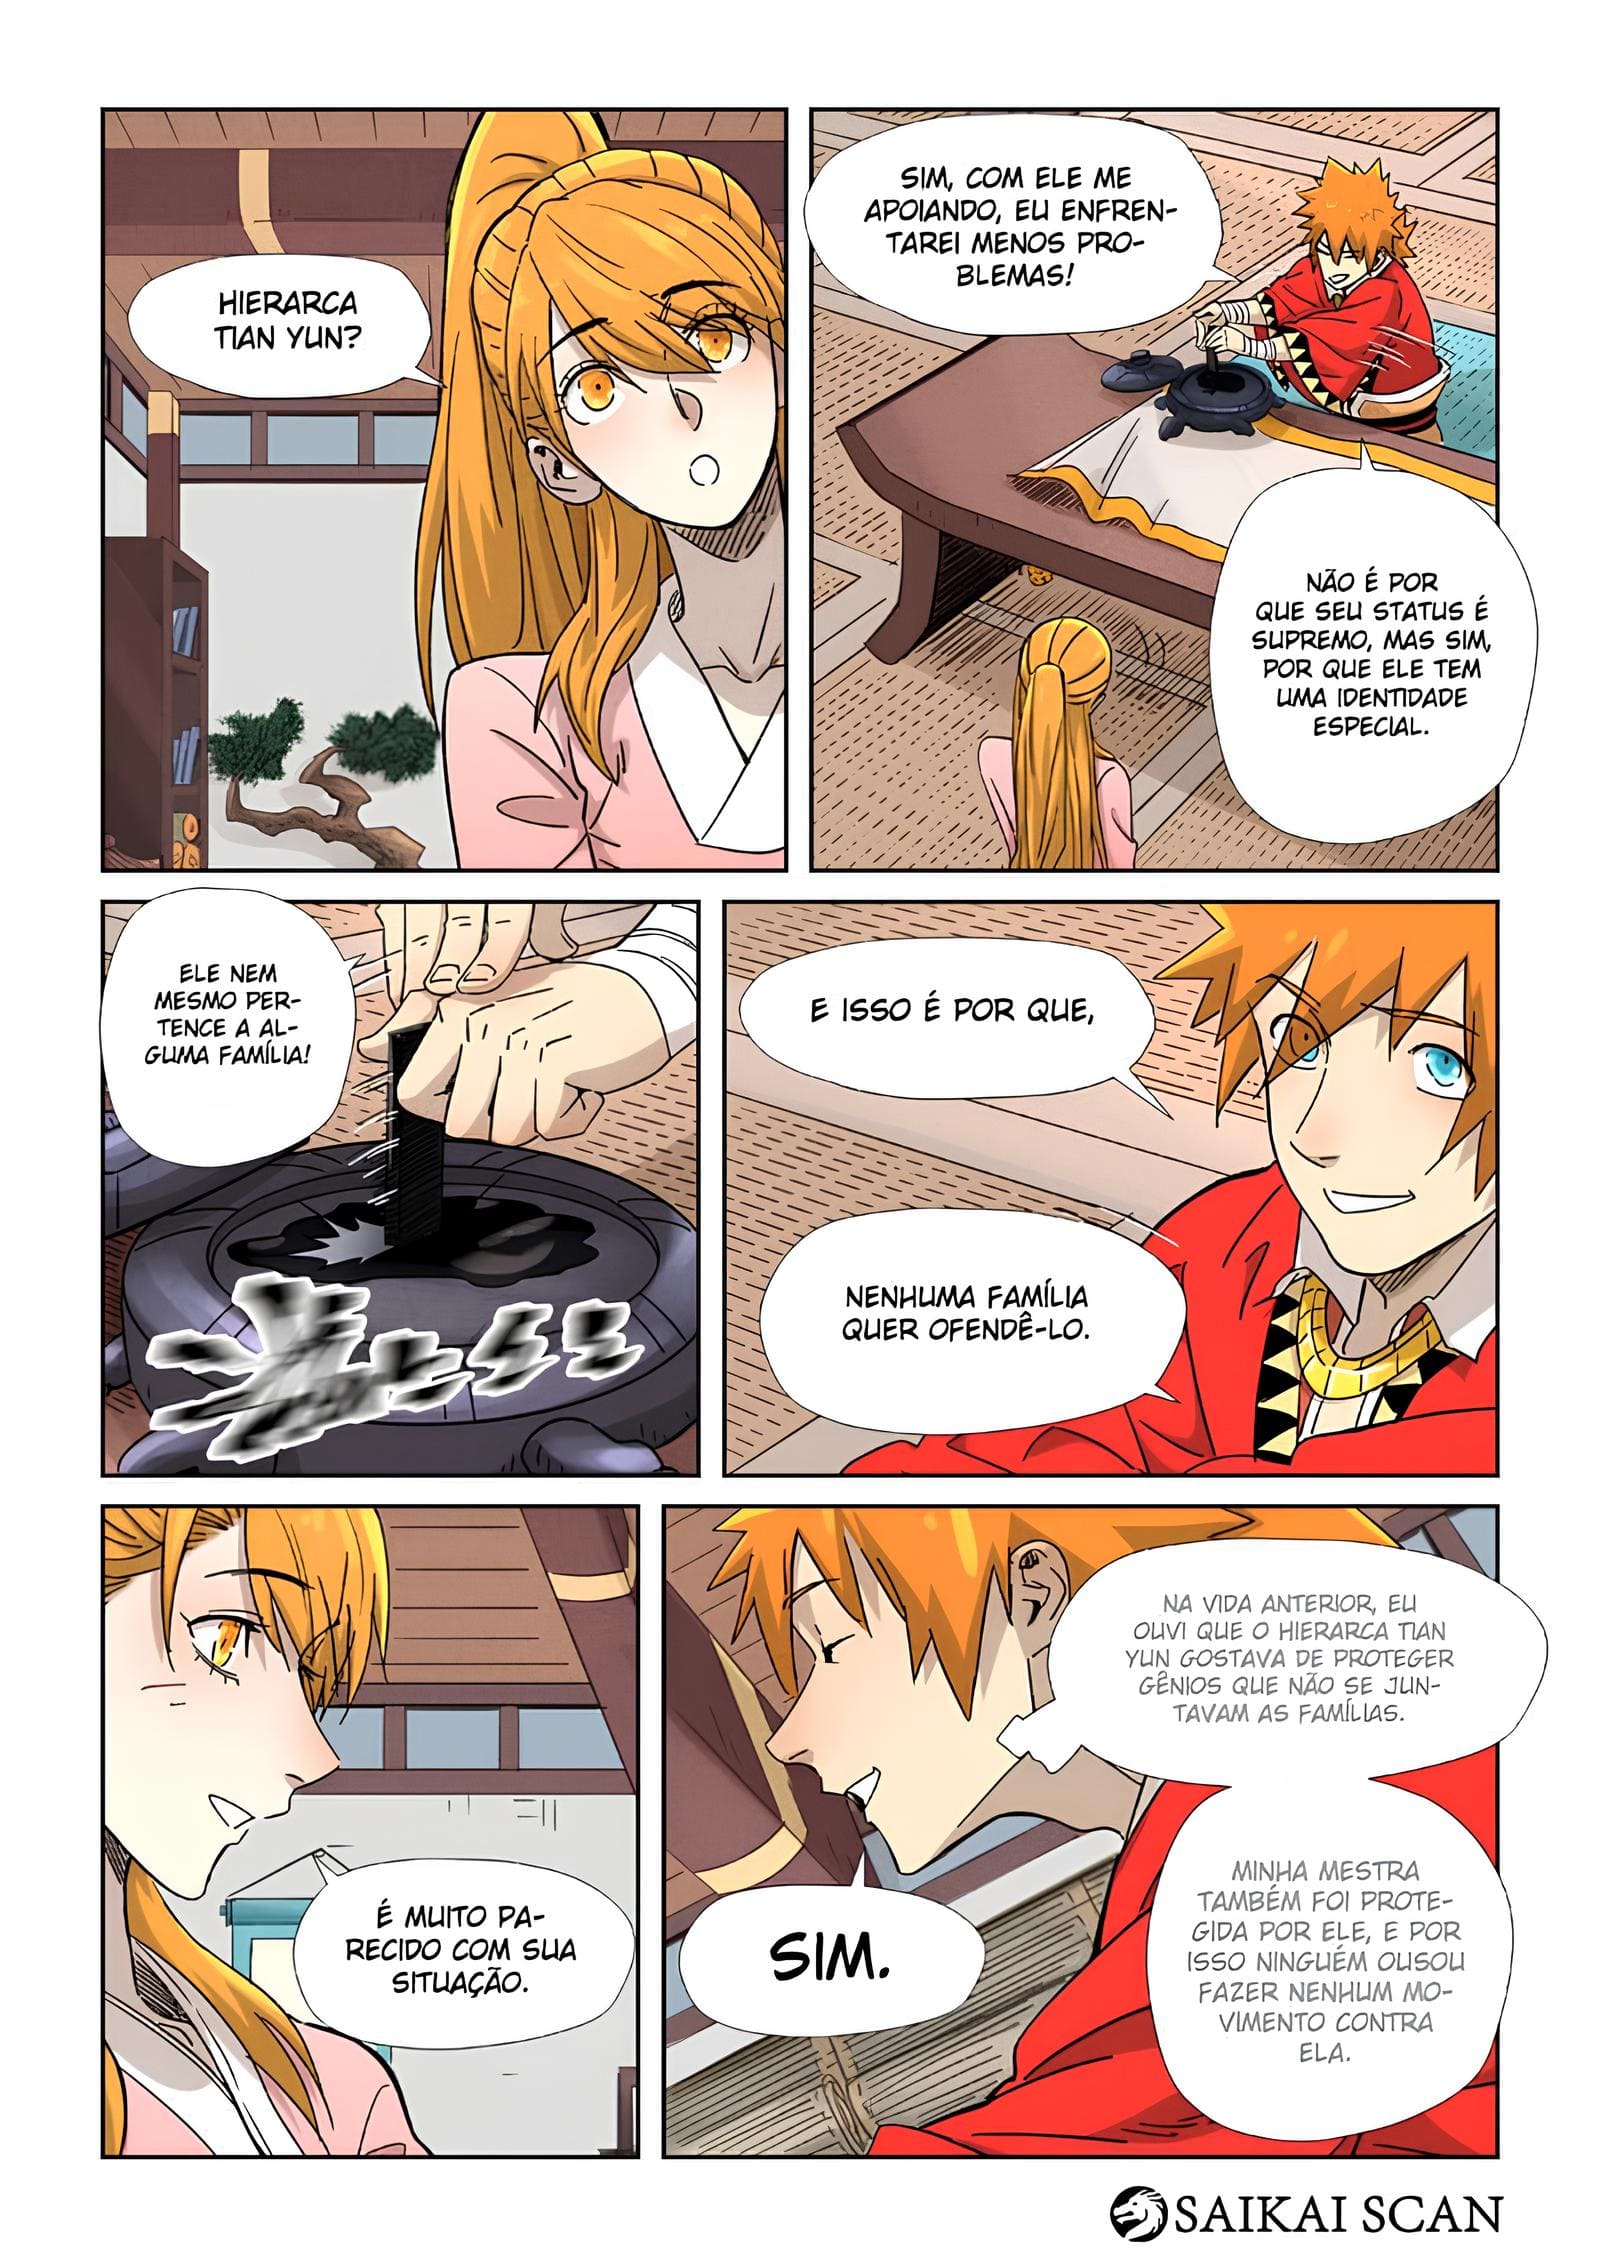 HIERARCA
TIAN YUN?
SIM, COM ELE ME
APOIANDO, EU ENFREN-
TAREI MENOS PRO-
BLEMAS!
NÃO É POR
QUE SEU STATUS É
SUPREMO, MAS SIM,
POR QUE ELE TEM
UMA IDENTIDADE
ESPECIAL.
ELE NEM
MESMO PER-
TENCE A AL-
GUMA FAMÍLIA!
E ISSO É POR QUE,
NENHUMA FAMÍLIA
QUER OFENDÊ-LO.
É MUITO PA-
RECIDO COM SUA
SITUAÇÃO.
NA VIDA ANTERIOR, EU
OUVI QUE O HIERARCA TIAN
YUN GOSTAVA DE PROTEGER
GÊNIOS QUE NÃO SE JUN-
TAVAM AS FAMÍLIAS.
SIM.
MINHA MESTRA
TAMBÉM FOI PROTE-
GIDA POR ELE, E POR
ISSO NINGUÉM OUSOU
FAZER NENHUM MO-
VIMENTO CONTRA
ELA.
SAIKAI SCAN